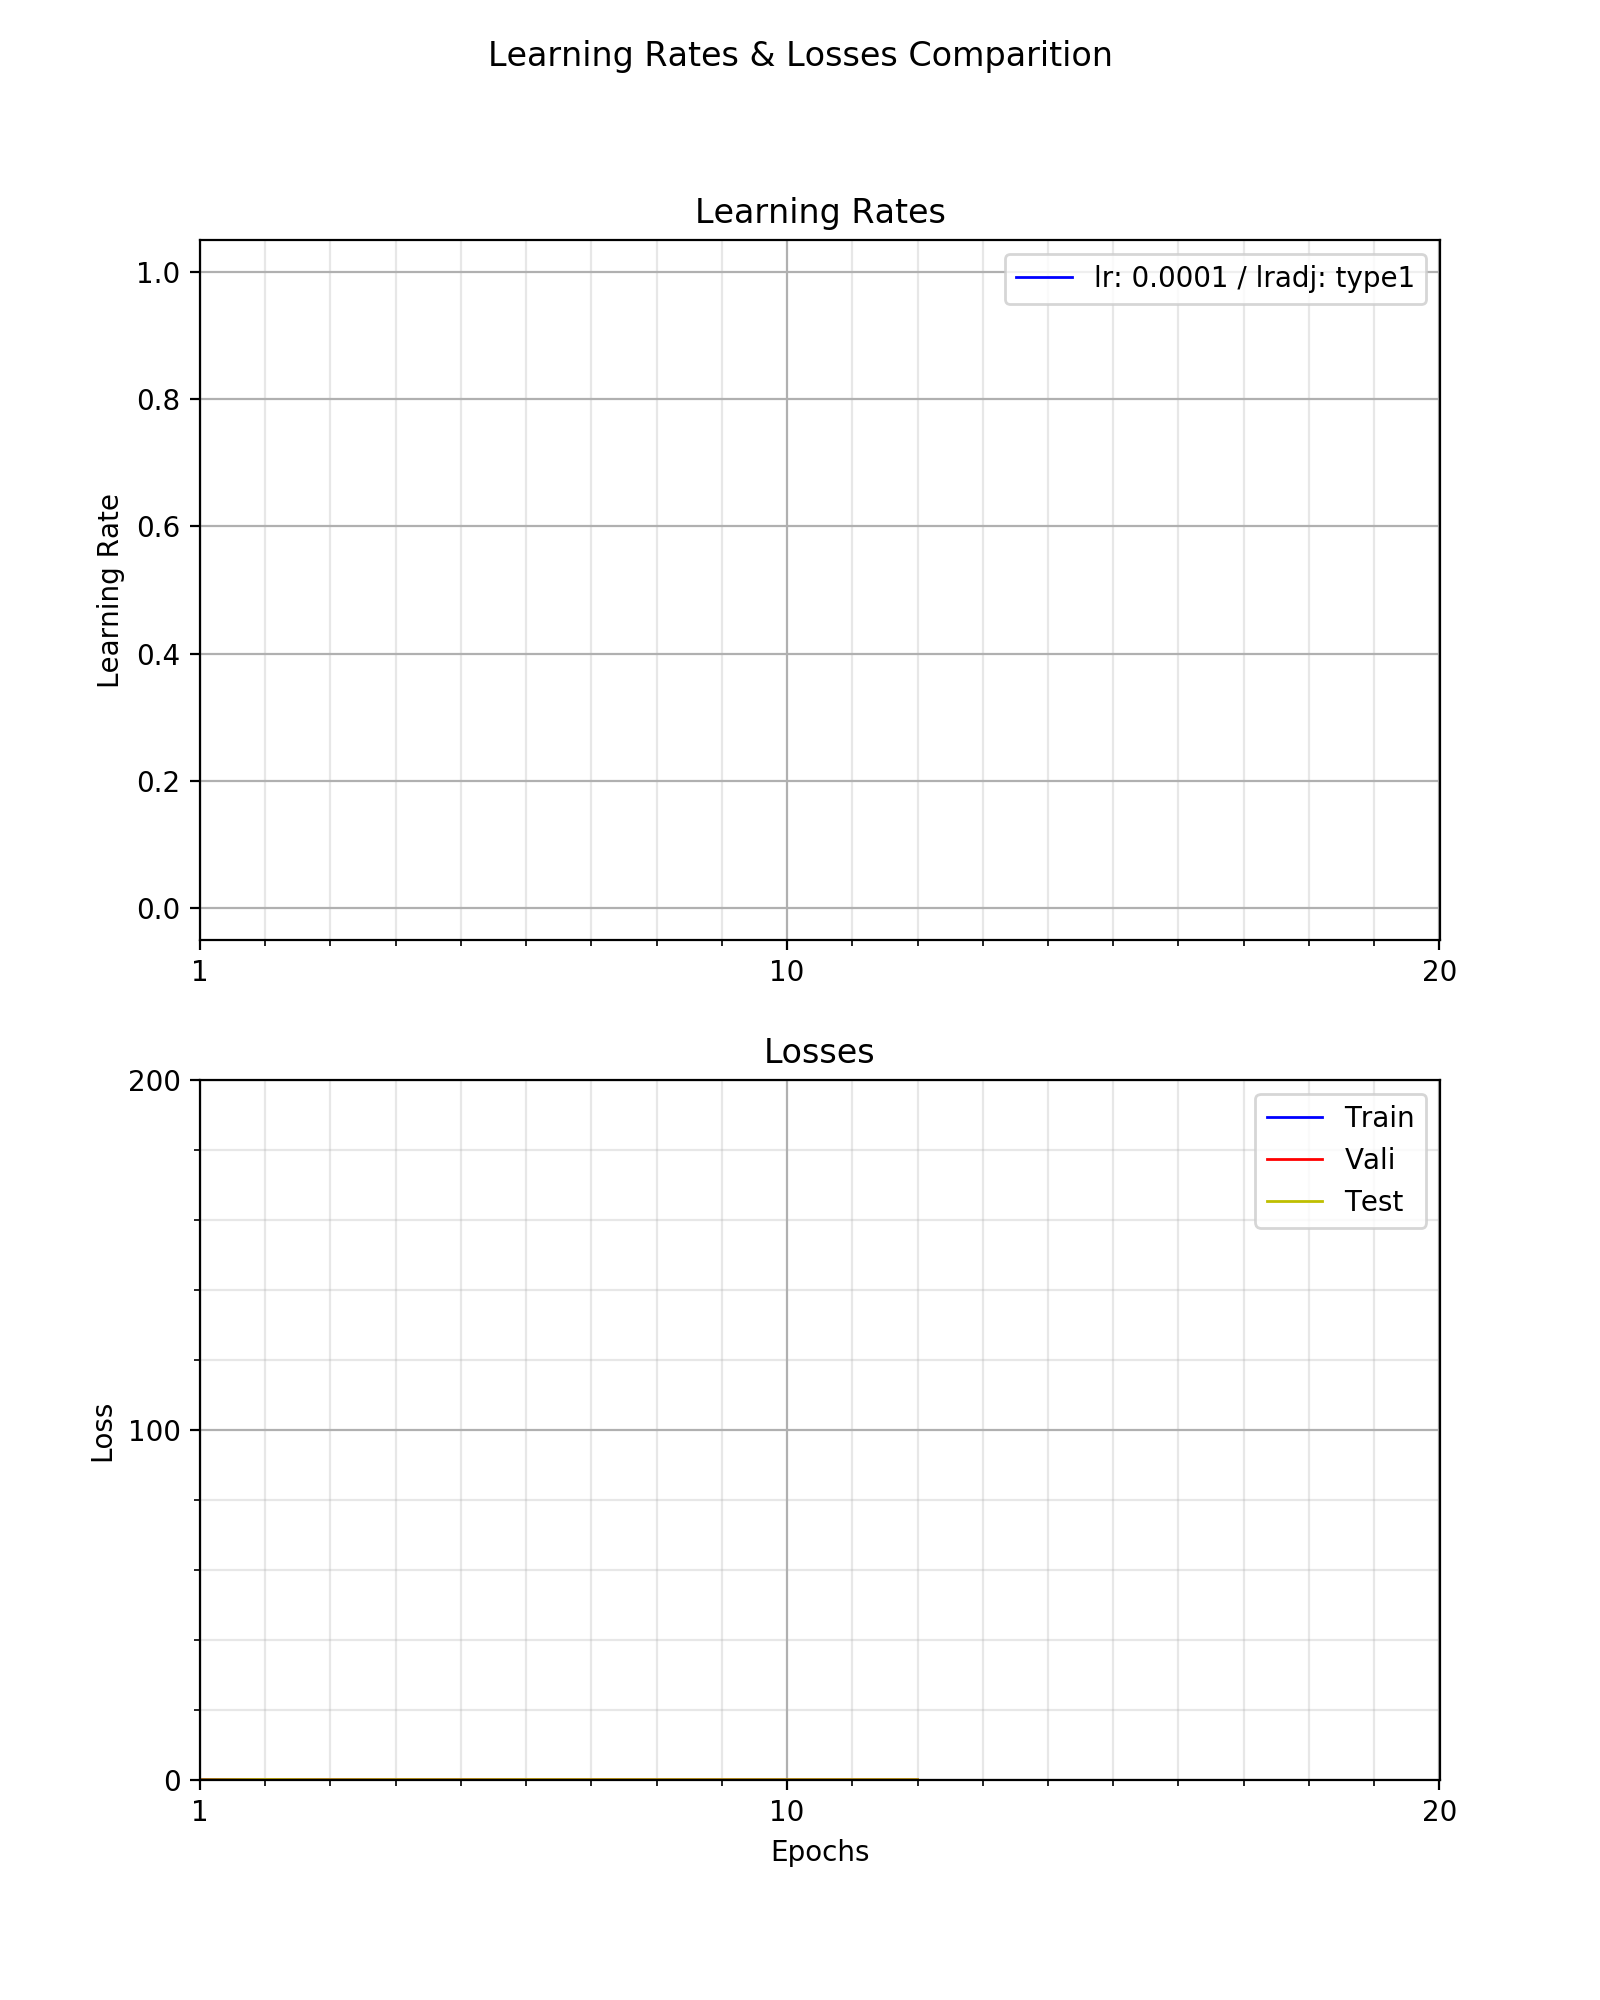 Learning Rates & Losses Comparition
Learning Rates
lr: 0.0001 / lradj: type1
1.0
0.8
0.6
0.4
0.2
0.0
Learning Rate
1 10 20
Losses
Train
Vali
Test
200
100
0
Loss
1 10 20
Epochs